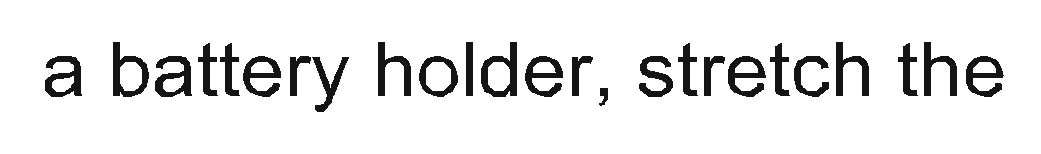 a battery holder, stretch the